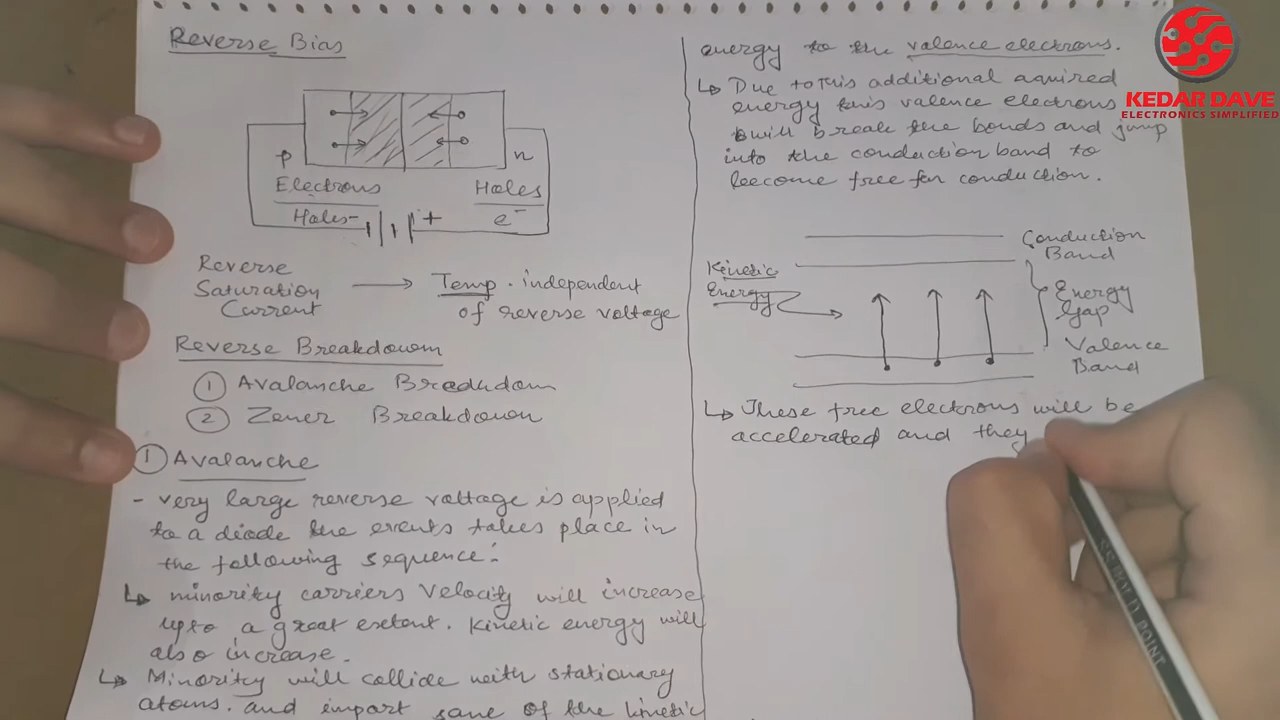 Reverse Bias
p
n
Electrons
Holes
Holes
e⁻
- +
Reverse
Saturation
Current
→ Temp. independent
of reverse voltage
Reverse Breakdown
① Avalanche Breakdown
② Zener Breakdown
① Avalanche
- very large reverse voltage is applied
to a diode the events takes place in
the following sequence:
↳ minority carriers velocity will increase
upto a great extent. Kinetic energy will
also increase.
↳ Minority will collide with stationary
atoms. and impart some of the kinetic
energy to the valence electrons.
↳ Due to this additional aquired
energy this valence electrons
will break the bonds and jump
into the conduction band to
become free for conduction.
Conduction
Band
Kinetic
Energy
Energy
Gap
Valence
Band
↳ These free electrons will be
accelerated and they
KEDAR DAVE
ELECTRONICS SIMPLIFIED
BOLD POINT